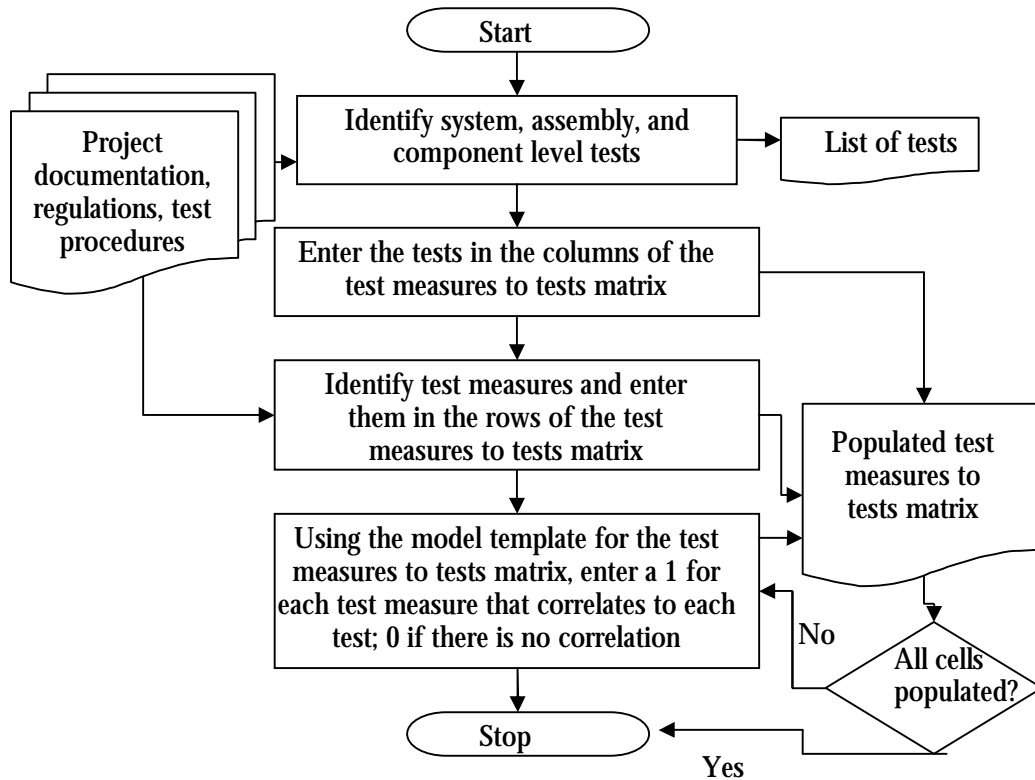 Start
Project
documentation,
regulations, test
procedures
Identify system, assembly, and
component level tests
List of tests
Enter the tests in the columns of the
test measures to tests matrix
Identify test measures and enter
them in the rows of the test
measures to tests matrix
Populated test
measures to
tests matrix
Using the model template for the test
measures to tests matrix, enter a 1 for
each test measure that correlates to each
test; 0 if there is no correlation
No
All cells
populated?
Stop
Yes